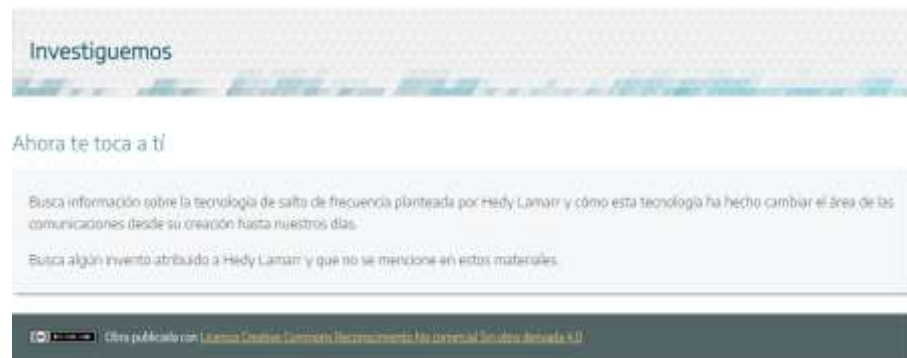 Investiguemos
Ahora te toca a tí
Busca información sobre la tecnología de salto de frecuencia planteada por Hedy Lamarr y cómo esta tecnología ha hecho cambiar el área de las
comunicaciones desde su creación hasta nuestros días.
Busca algún invento atribuido a Hedy Lamarr y que no se mencione en estos materiales.
Obra publicada con Licencia Creative Commons Reconocimiento No comercial Sin obra derivada 4.0